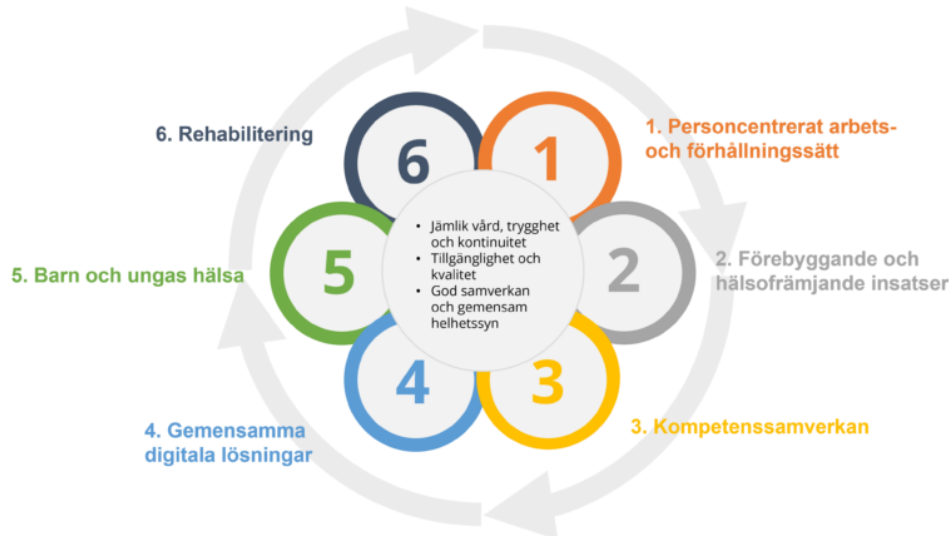 6. Rehabilitering
6
1
1. Personcentrerat arbets-
och förhållningssätt
5. Barn och ungas hälsa
5
• Jämlik vård, trygghet
och kontinuitet
• Tillgänglighet och
kvalitet
• God samverkan
och gemensam
helhetssyn
2
2. Förebyggande och
hälsofrämjande insatser
4
3
4. Gemensamma
digitala lösningar
3. Kompetenssamverkan